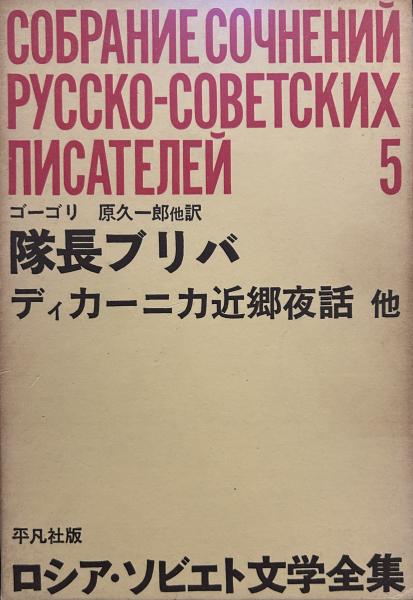 СОБРАНИЕ СОЧНЕНИЙ
РУССКО-СОВЕТСКИХ
ПИСАТЕЛЕЙ 5
ゴーゴリ 原久一郎他訳
隊長ブリバ
ディカーニカ近郷夜話 他
平凡社版
ロシア・ソビエト文学全集